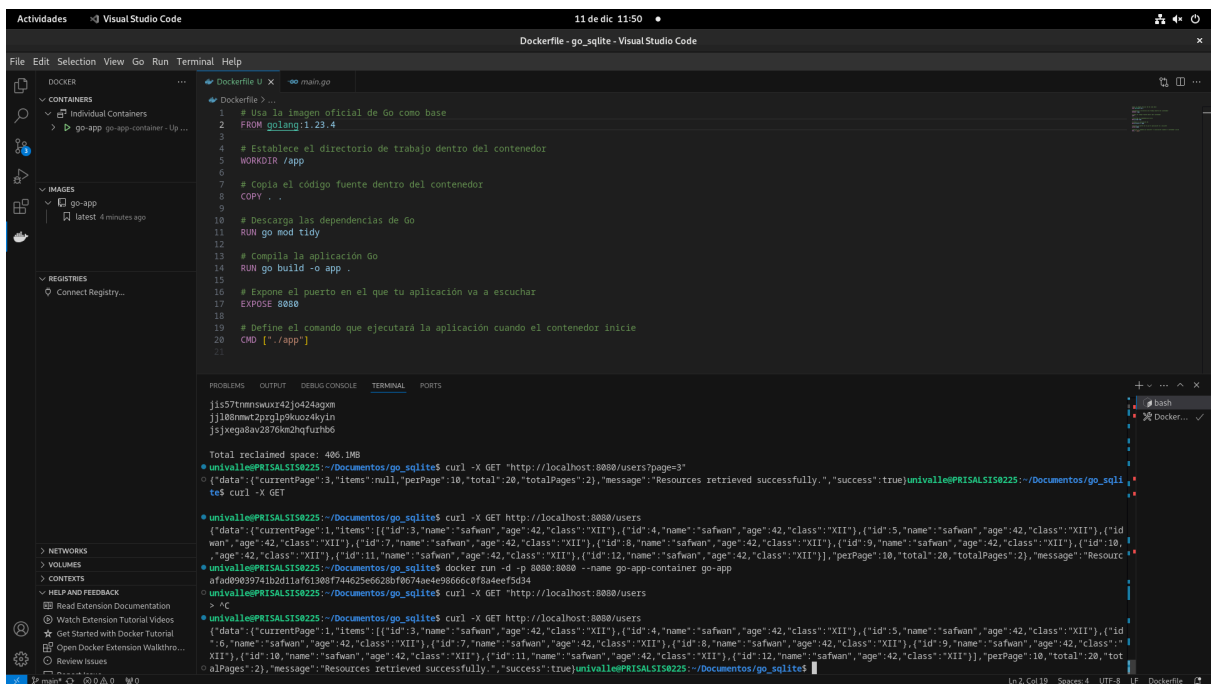 Actividades Visual Studio Code 11 de dic 11:50
Dockerfile - go_sqlite - Visual Studio Code
File Edit Selection View Go Run Terminal Help
DOCKER
CONTAINERS
Individual Containers
go-app go-app-container - Up ...
IMAGES
go-app
latest 4 minutes ago
REGISTRIES
Connect Registry...
NETWORKS
VOLUMES
CONTEXTS
HELP AND FEEDBACK
Read Extension Documentation
Watch Extension Tutorial Videos
Get Started with Docker Tutorial
Open Docker Extension Walkthro...
Review Issues
Dockerfile U main.go
Dockerfile > ...
1 # Usa la imagen oficial de Go como base
2 FROM golang:1.23.4
3
4 # Establece el directorio de trabajo dentro del contenedor
5 WORKDIR /app
6
7 # Copia el código fuente dentro del contenedor
8 COPY . .
9
10 # Descarga las dependencias de Go
11 RUN go mod tidy
12
13 # Compila la aplicación Go
14 RUN go build -o app .
15
16 # Expone el puerto en el que tu aplicación va a escuchar
17 EXPOSE 8080
18
19 # Define el comando que ejecutará la aplicación cuando el contenedor inicie
20 CMD ["./app"]
21
PROBLEMS OUTPUT DEBUG CONSOLE TERMINAL PORTS
bash
Docker...
jis57tnmnswuxr42jo424agxm
jjl08nmwt2prglp9kuoz4kyin
jsjxega8av2876km2hqfurhb6
Total reclaimed space: 406.1MB
univalle@PRISALSIS0225:~/Documentos/go_sqlite$ curl -X GET "http://localhost:8080/users?page=3"
{"data":{"currentPage":3,"items":null,"perPage":10,"total":20,"totalPages":2},"message":"Resources retrieved successfully.","success":true}univalle@PRISALSIS0225:~/Documentos/go_sqli
te$ curl -X GET
univalle@PRISALSIS0225:~/Documentos/go_sqlite$ curl -X GET http://localhost:8080/users
{"data":{"currentPage":1,"items":[{"id":3,"name":"safwan","age":42,"class":"XII"},{"id":4,"name":"safwan","age":42,"class":"XII"},{"id":5,"name":"safwan","age":42,"class":"XII"},{"id
wan","age":42,"class":"XII"},{"id":7,"name":"safwan","age":42,"class":"XII"},{"id":8,"name":"safwan","age":42,"class":"XII"},{"id":9,"name":"safwan","age":42,"class":"XII"},{"id":10,
,"age":42,"class":"XII"},{"id":11,"name":"safwan","age":42,"class":"XII"},{"id":12,"name":"safwan","age":42,"class":"XII"}],"perPage":10,"total":20,"totalPages":2},"message":"Resourc
univalle@PRISALSIS0225:~/Documentos/go_sqlite$ docker run -d -p 8080:8080 --name go-app-container go-app
afad09039741b2d11af61308f744625e6628bf0674ae4e98666c0f8a4eef5d34
univalle@PRISALSIS0225:~/Documentos/go_sqlite$ curl -X GET "http://localhost:8080/users
> ^C
univalle@PRISALSIS0225:~/Documentos/go_sqlite$ curl -X GET http://localhost:8080/users
{"data":{"currentPage":1,"items":[{"id":3,"name":"safwan","age":42,"class":"XII"},{"id":4,"name":"safwan","age":42,"class":"XII"},{"id":5,"name":"safwan","age":42,"class":"XII"},{"id
":6,"name":"safwan","age":42,"class":"XII"},{"id":7,"name":"safwan","age":42,"class":"XII"},{"id":8,"name":"safwan","age":42,"class":"XII"},{"id":9,"name":"safwan","age":42,"class":"
XII"},{"id":10,"name":"safwan","age":42,"class":"XII"},{"id":11,"name":"safwan","age":42,"class":"XII"},{"id":12,"name":"safwan","age":42,"class":"XII"}],"perPage":10,"total":20,"tot
alPages":2},"message":"Resources retrieved successfully.","success":true}univalle@PRISALSIS0225:~/Documentos/go_sqlite$
main* 0 0 0 Ln 2, Col 19 Spaces: 4 UTF-8 LF Dockerfile